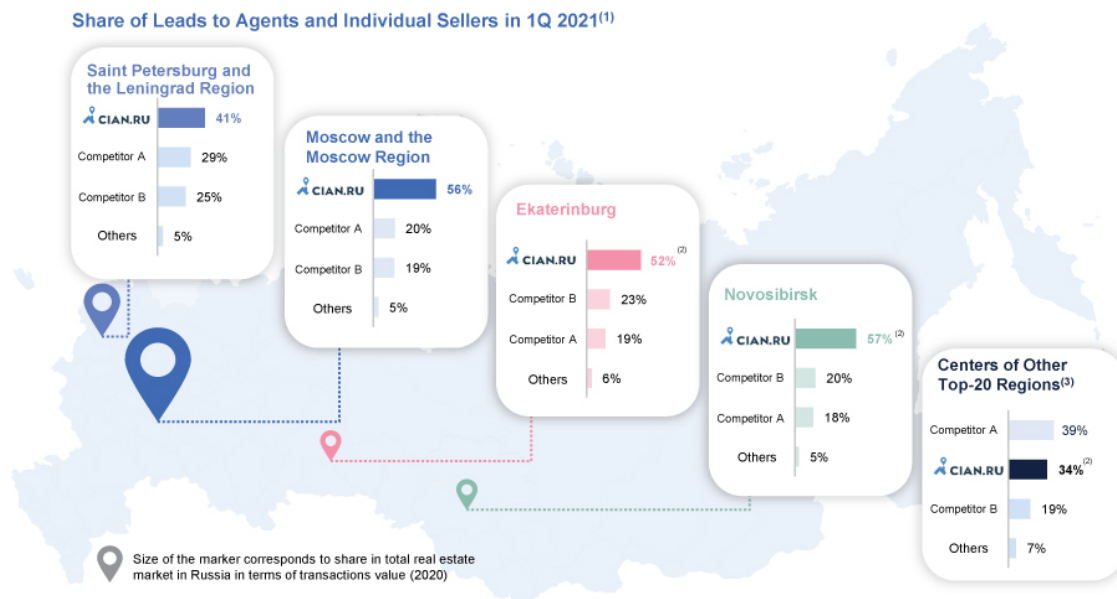 Share of Leads to Agents and Individual Sellers in 1Q 2021(1)
Saint Petersburg and
the Leningrad Region
CIAN.RU 41%
Competitor A 29%
Competitor B 25%
Others 5%
Moscow and the
Moscow Region
CIAN.RU 56%
Competitor A 20%
Competitor B 19%
Others 5%
Ekaterinburg
CIAN.RU 52%(2)
Competitor B 23%
Competitor A 19%
Others 6%
Novosibirsk
CIAN.RU 57%(2)
Competitor B 20%
Competitor A 18%
Others 5%
Centers of Other
Top-20 Regions(3)
Competitor A 39%
CIAN.RU 34%(2)
Competitor B 19%
Others 7%
Size of the marker corresponds to share in total real estate
market in Russia in terms of transactions value (2020)